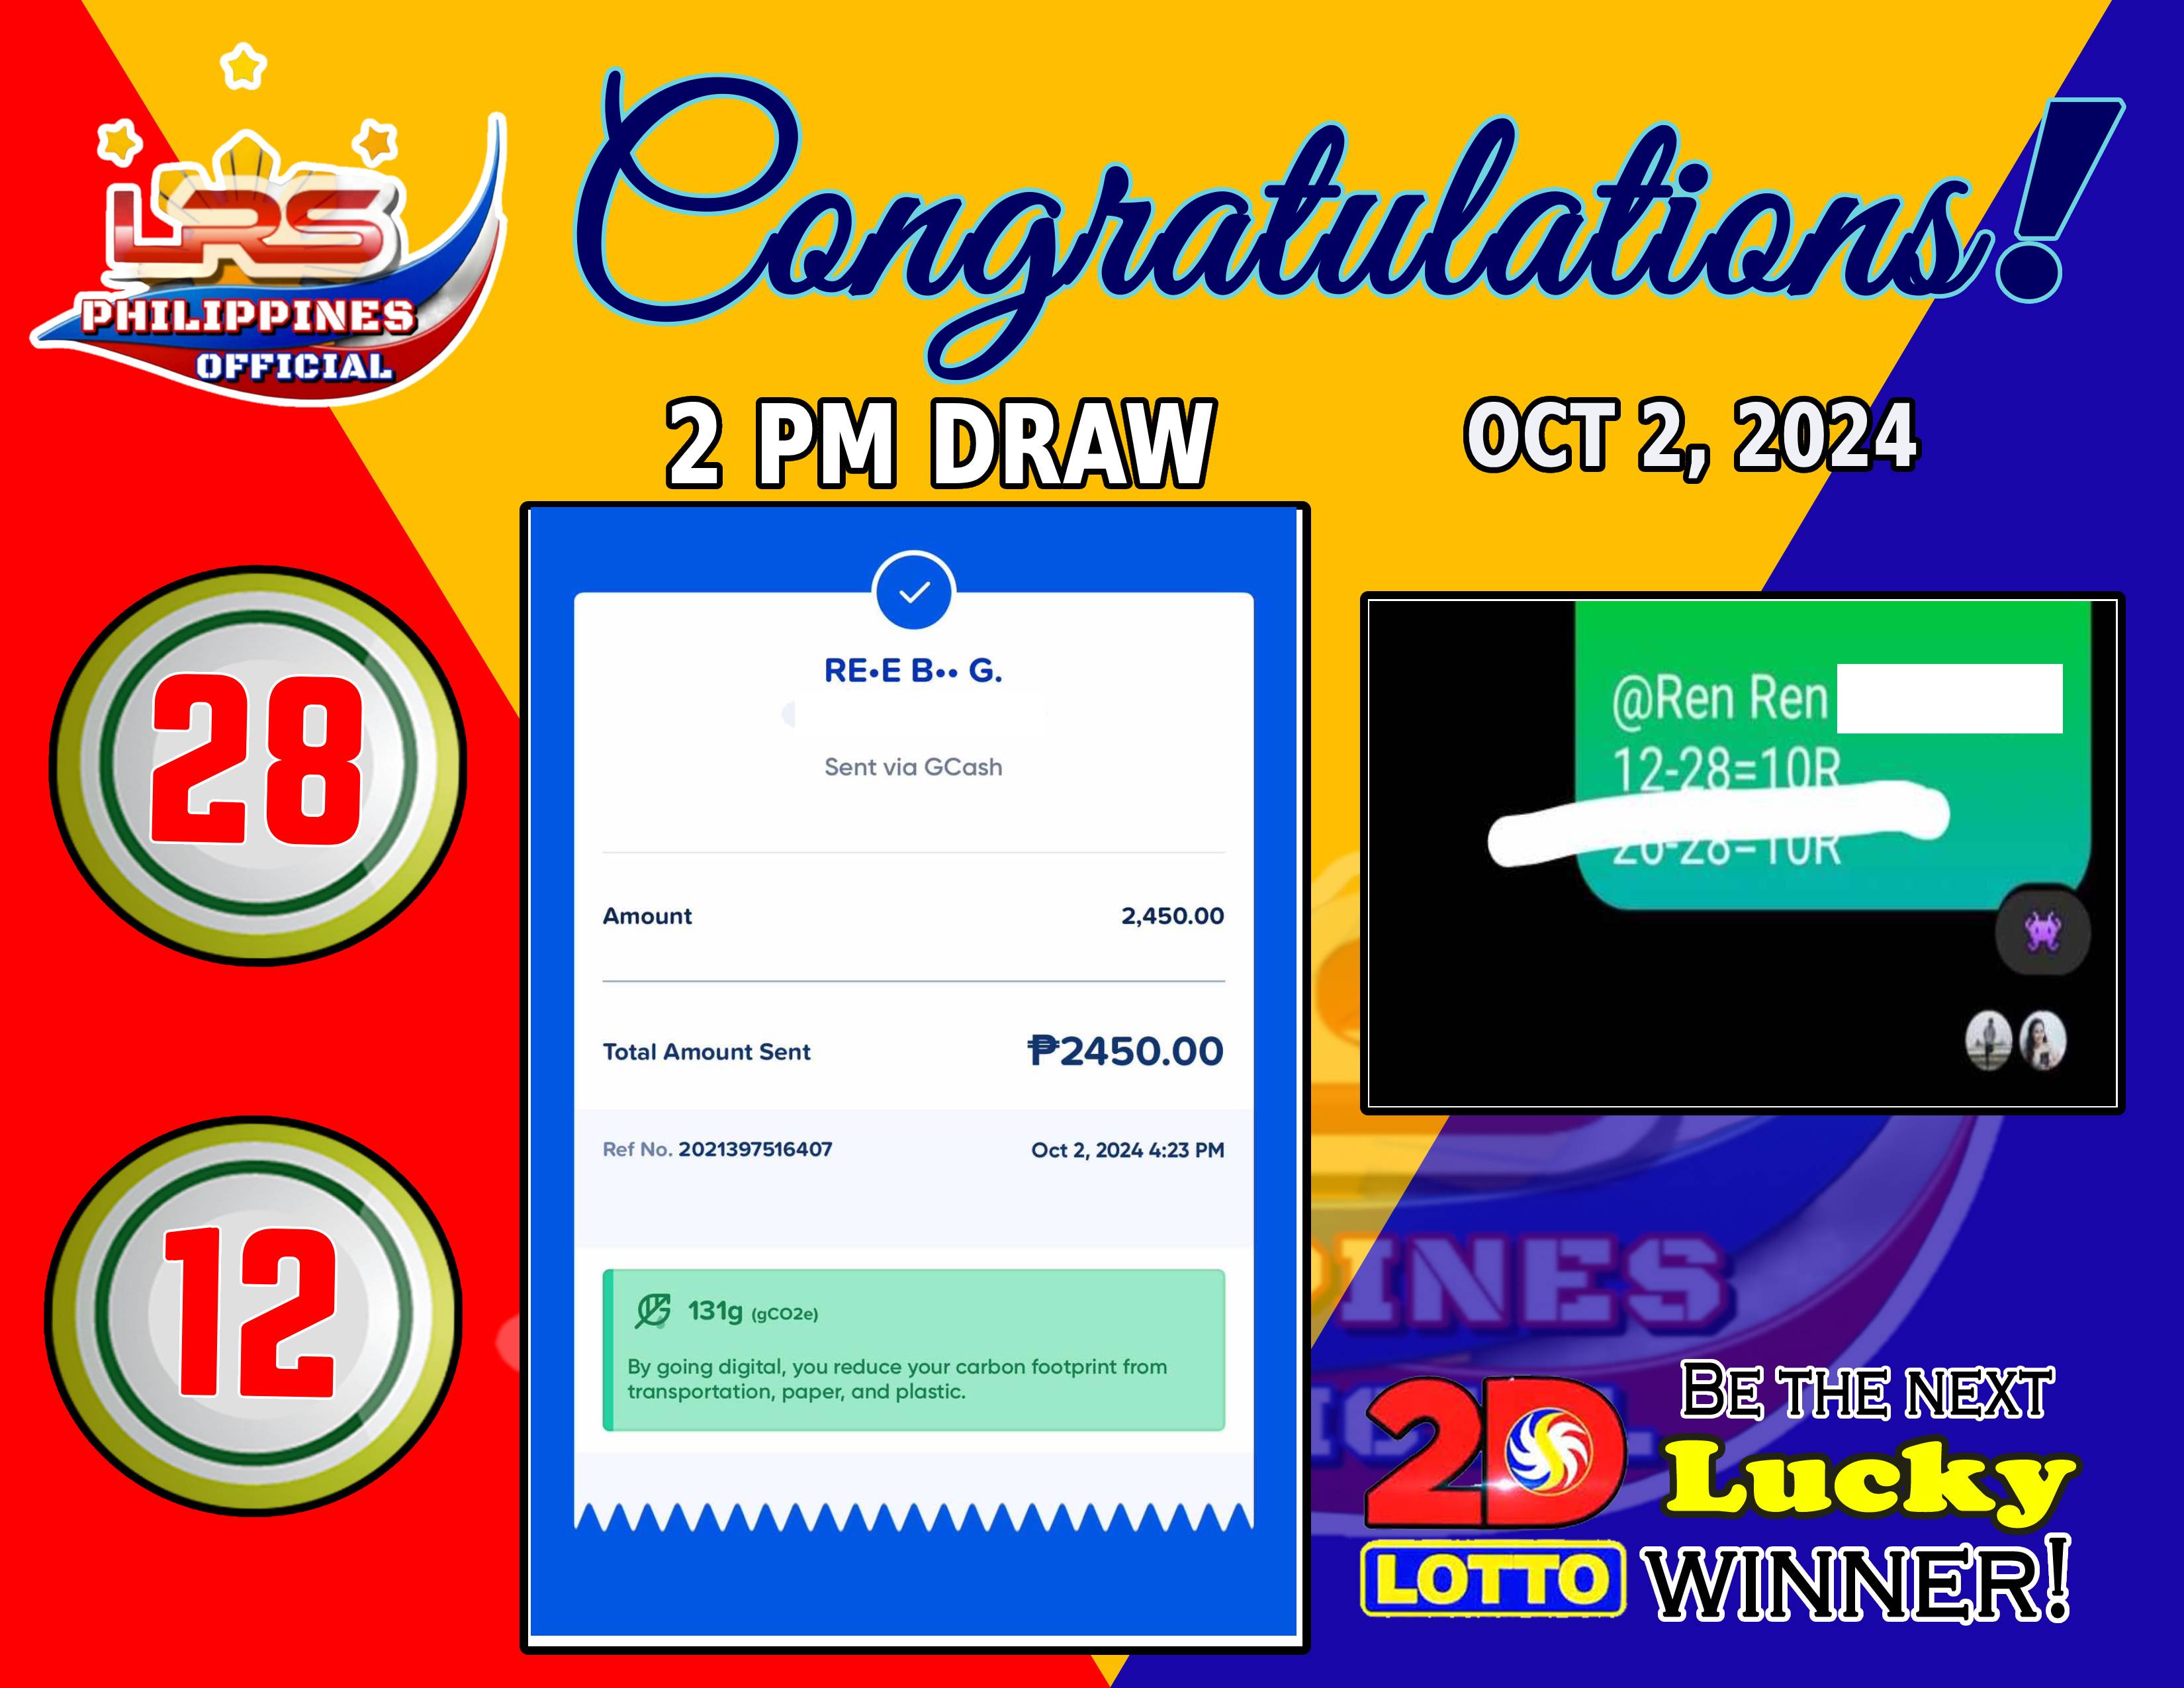 LRS
PHILIPPINES
OFFICIAL
Congratulations!
2 PM DRAW
OCT 2, 2024
28
12
RE•E B•• G.
Sent via GCash
Amount 2,450.00
Total Amount Sent ₱2450.00
Ref No. 2021397516407 Oct 2, 2024 4:23 PM
131g (gCO2e)
By going digital, you reduce your carbon footprint from
transportation, paper, and plastic.
@Ren Ren
12-28=10R
PINES
2D
LOTTO
BE THE NEXT
Lucky
WINNER!